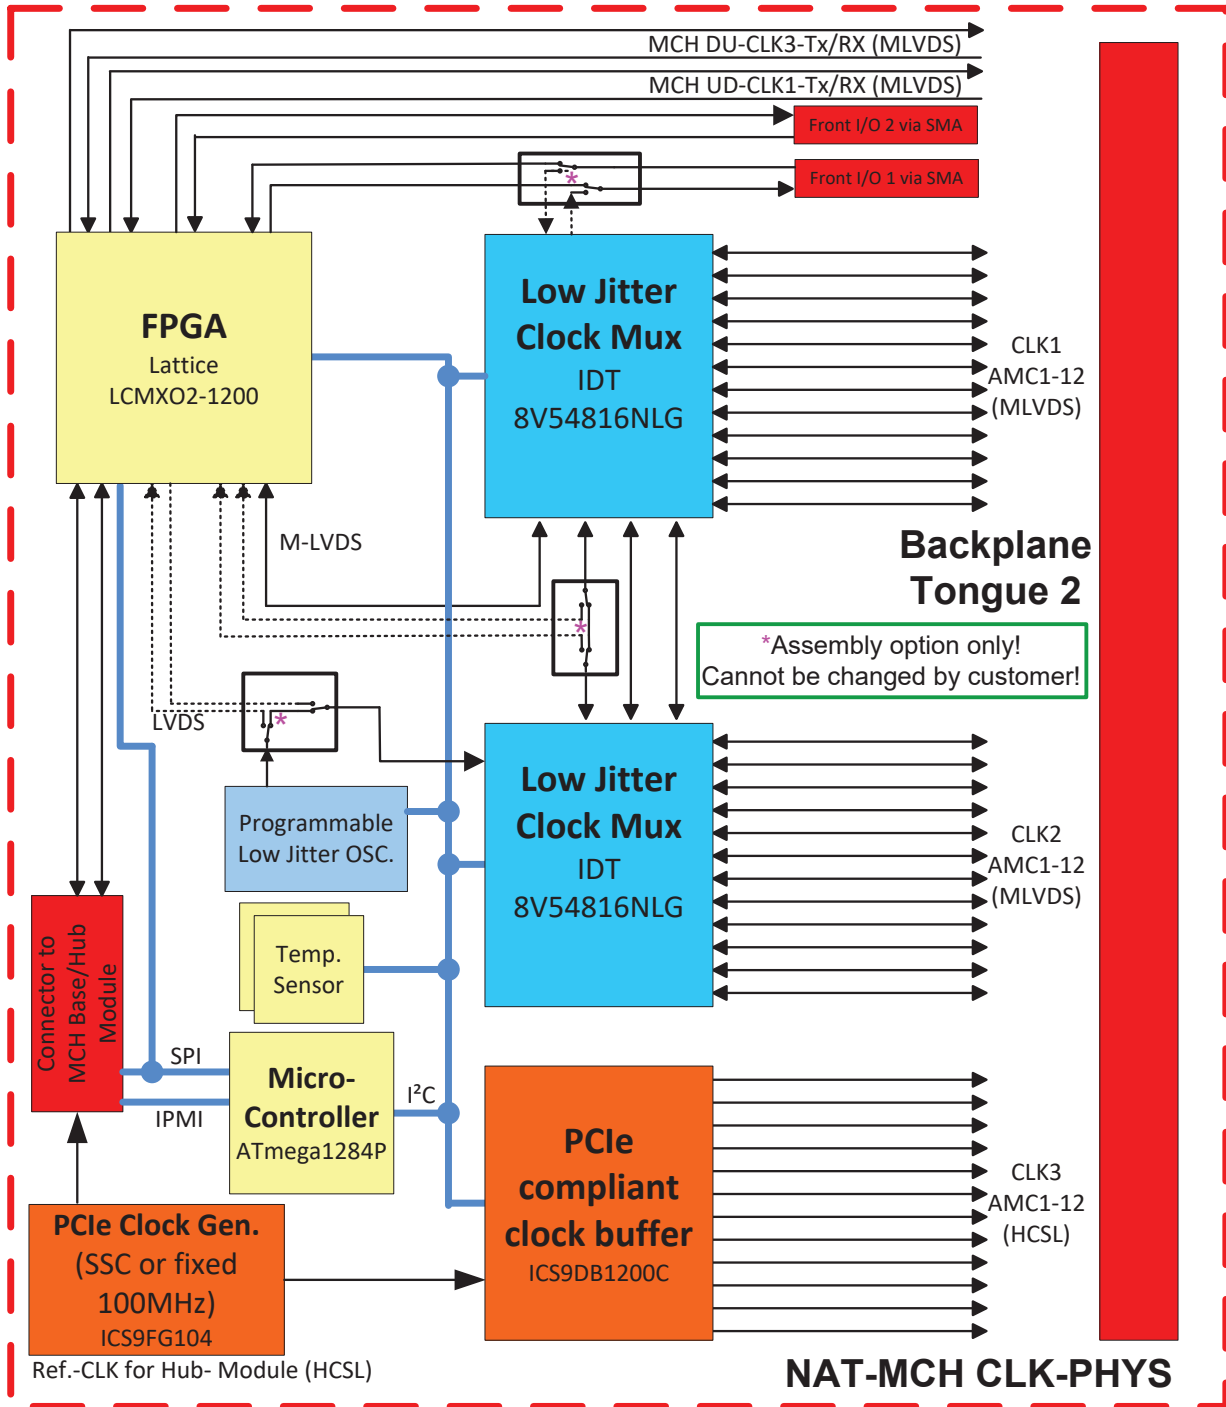 MCH DU-CLK3-Tx/RX (MLVDS)
MCH UD-CLK1-Tx/RX (MLVDS)
Front I/O 2 via SMA
*
Front I/O 1 via SMA
FPGA
Lattice
LCMXO2-1200
Low Jitter
Clock Mux
IDT
8V54816NLG
CLK1
AMC1-12
(MLVDS)
M-LVDS
Backplane
Tongue 2
*
*Assembly option only!
Cannot be changed by customer!
LVDS
*
Programmable
Low Jitter OSC.
Low Jitter
Clock Mux
IDT
8V54816NLG
CLK2
AMC1-12
(MLVDS)
Temp.
Sensor
Connector to
MCH Base/Hub
Module
SPI
IPMI
Micro-
Controller
ATmega1284P
I²C
PCIe
compliant
clock buffer
ICS9DB1200C
CLK3
AMC1-12
(HCSL)
PCIe Clock Gen.
(SSC or fixed
100MHz)
ICS9FG104
Ref.-CLK for Hub- Module (HCSL)
NAT-MCH CLK-PHYS